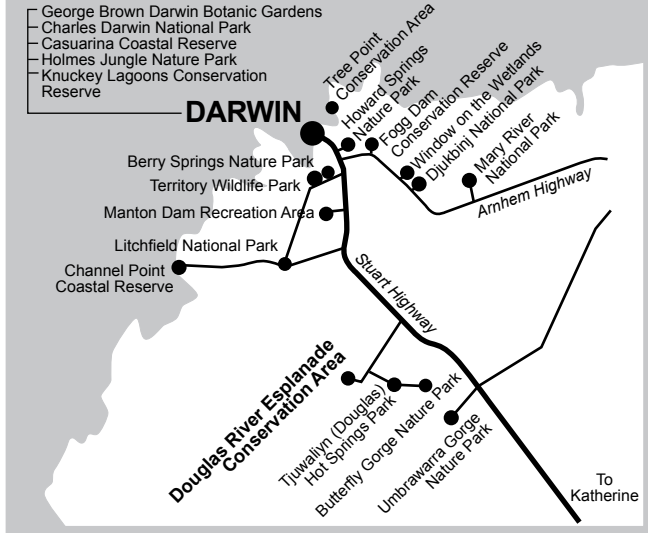 George Brown Darwin Botanic Gardens
Charles Darwin National Park
Casuarina Coastal Reserve
Holmes Jungle Nature Park
Knuckey Lagoons Conservation
Reserve
DARWIN
Tree Point
Conservation Area
Howard Springs
Nature Park
Fogg Dam
Conservation Reserve
Window on the Wetlands
Djukbinj National Park
Mary River
National Park
Arnhem Highway
Berry Springs Nature Park
Territory Wildlife Park
Manton Dam Recreation Area
Litchfield National Park
Channel Point
Coastal Reserve
Stuart Highway
Douglas River Esplanade
Conservation Area
Tjuwaliyn (Douglas)
Hot Springs Park
Butterfly Gorge Nature Park
Umbrawarra Gorge
Nature Park
To
Katherine